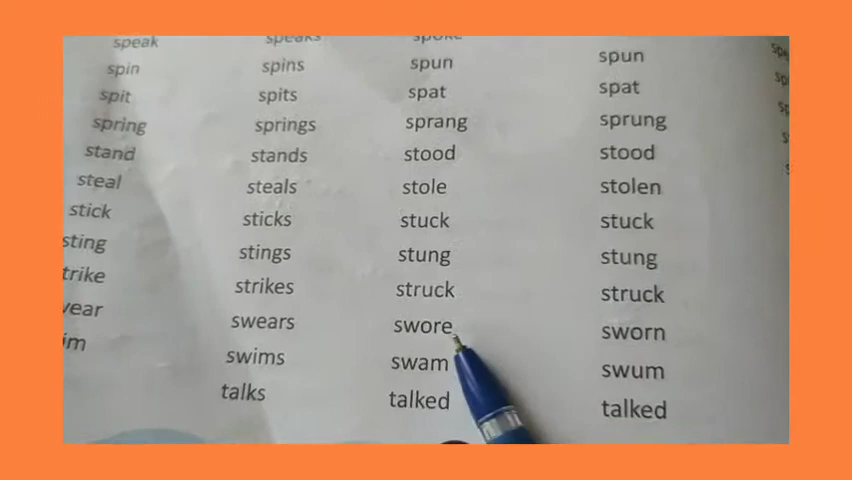 speak speaks spoke
spin spins spun spun
spit spits spat spat
spring springs sprang sprung
stand stands stood stood
steal steals stole stolen
stick sticks stuck stuck
sting stings stung stung
trike strikes struck struck
wear swears swore sworn
im swims swam swum
talks talked talked